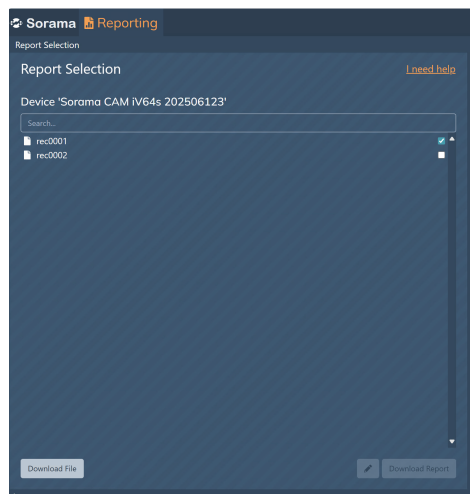 Sorama Reporting
Report Selection
Report Selection
I need help
Device 'Sorama CAM iV64s 202506123'
Search...
rec0001
rec0002
Download File
Download Report